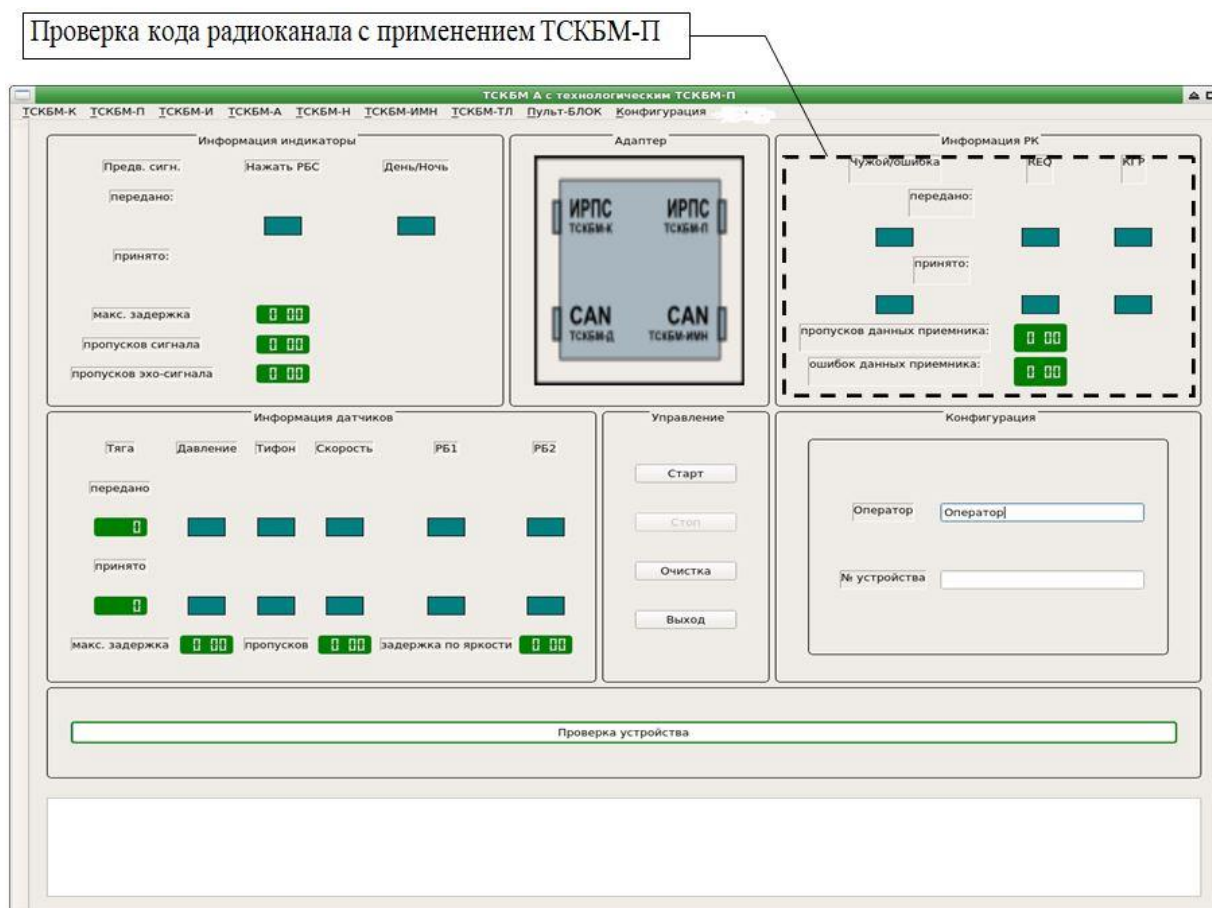 Проверка кода радиоканала с применением ТСКБМ-П
ТСКБМ А с технологическим ТСКБМ-П
ТСКБМ-К ТСКБМ-П ТСКБМ-И ТСКБМ-А ТСКБМ-Н ТСКБМ-ИМН ТСКБМ-ТЛ Пульт-БЛОК Конфигурация
Информация индикаторы
Предв. сигн. Нажать РБС День/Ночь
передано:
принято:
макс. задержка 0 00
пропусков сигнала 0 00
пропусков эхо-сигнала 0 00
Адаптер
ИРПС ИРПС
ТСКБМ-К ТСКБМ-П
CAN CAN
ТСКБМ-Д ТСКБМ-ИМН
Информация РК
Чужой/ошибка REQ КГР
передано:
принято:
пропусков данных приемника: 0 00
ошибок данных приемника: 0 00
Информация датчиков
Тяга Давление Тифон Скорость РБ1 РБ2
передано
0
принято
0
макс. задержка 0 00 пропусков 0 00 задержка по яркости 0 00
Управление
Старт
Стоп
Очистка
Выход
Конфигурация
Оператор Оператор
№ устройства
Проверка устройства